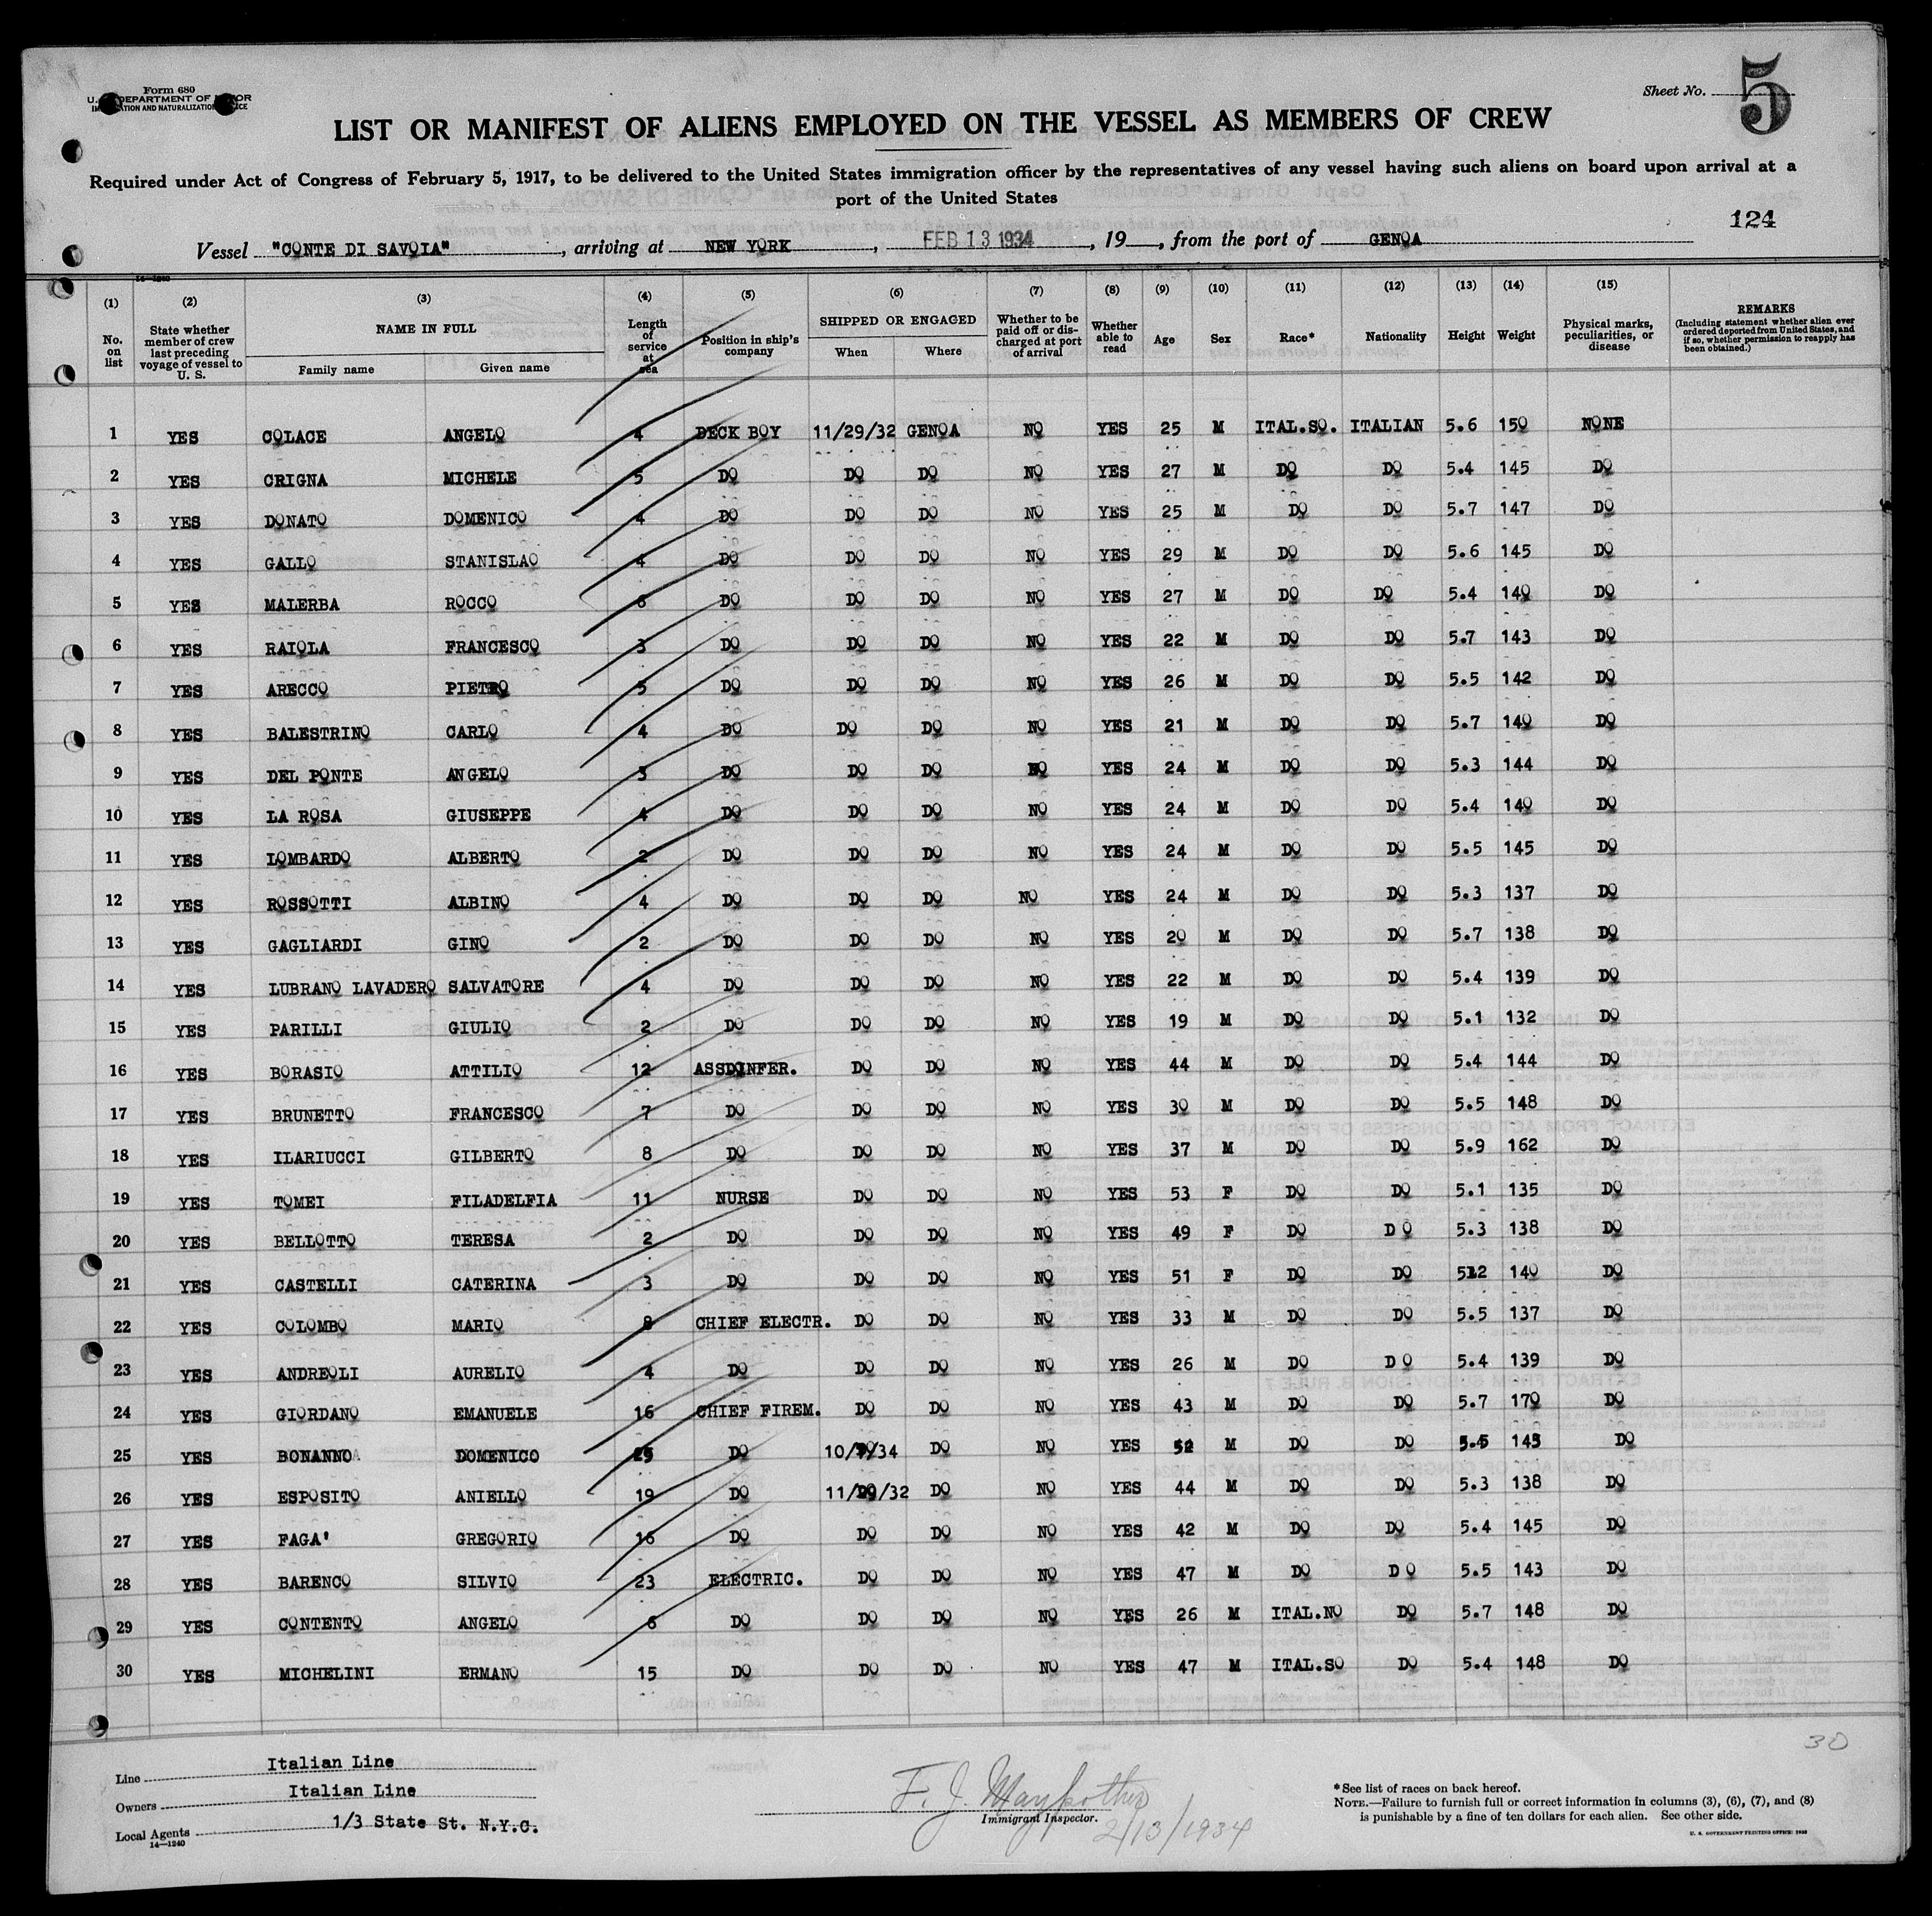 Form 680
U. S. DEPARTMENT OF LABOR
IMMIGRATION AND NATURALIZATION SERVICE
Sheet No. 5
LIST OR MANIFEST OF ALIENS EMPLOYED ON THE VESSEL AS MEMBERS OF CREW
Required under Act of Congress of February 5, 1917, to be delivered to the United States immigration officer by the representatives of any vessel having such aliens on board upon arrival at a
port of the United States
124
Vessel "CONTE DI SAVOIA", arriving at NEW YORK, FEB 13 1934, 19__, from the port of GENOA
(1) No. on list (2) State whether member of crew last preceding voyage of vessel to U. S. (3) NAME IN FULL Family name Given name (4) Length of service at sea (5) Position in ship's company (6) SHIPPED OR ENGAGED When Where (7) Whether to be paid off or discharged at port of arrival (8) Whether able to read (9) Age (10) Sex (11) Race* (12) Nationality (13) Height (14) Weight (15) Physical marks, peculiarities, or disease REMARKS (Including statement whether alien ever ordered deported from United States, and if so, whether permission to reapply has been obtained.)
1 YES COLACE ANGELO 4 DECK BOY 11/29/32 GENOA NO YES 25 M ITAL.SO. ITALIAN 5.6 150 NONE
2 YES CRIGNA MICHELE 5 DO DO DO NO YES 27 M DO DO 5.4 145 DO
3 YES DONATO DOMENICO 4 DO DO DO NO YES 25 M DO DO 5.7 147 DO
4 YES GALLO STANISLAO 4 DO DO DO NO YES 29 M DO DO 5.6 145 DO
5 YES MALERBA ROCCO 6 DO DO DO NO YES 27 M DO DO 5.4 140 DO
6 YES RAIOLA FRANCESCO 3 DO DO DO NO YES 22 M DO DO 5.7 143 DO
7 YES ARECCO PIETRO 5 DO DO DO NO YES 26 M DO DO 5.5 142 DO
8 YES BALESTRINO CARLO 4 DO DO DO NO YES 21 M DO DO 5.7 140 DO
9 YES DEL PONTE ANGELO 3 DO DO DO NO YES 24 M DO DO 5.3 144 DO
10 YES LA ROSA GIUSEPPE 4 DO DO DO NO YES 24 M DO DO 5.4 140 DO
11 YES LOMBARDO ALBERTO 2 DO DO DO NO YES 24 M DO DO 5.5 145 DO
12 YES ROSSOTTI ALBINO 4 DO DO DO NO YES 24 M DO DO 5.3 137 DO
13 YES GAGLIARDI GINO 2 DO DO DO NO YES 20 M DO DO 5.7 138 DO
14 YES LUBRANO LAVADERO SALVATORE 4 DO DO DO NO YES 22 M DO DO 5.4 139 DO
15 YES PARILLI GIULIO 2 DO DO DO NO YES 19 M DO DO 5.1 132 DO
16 YES BORASIO ATTILIO 12 ASSDINFER. DO DO NO YES 44 M DO DO 5.4 144 DO
17 YES BRUNETTO FRANCESCO 7 DO DO DO NO YES 30 M DO DO 5.5 148 DO
18 YES ILARIUCCI GILBERTO 8 DO DO DO NO YES 37 M DO DO 5.9 162 DO
19 YES TOMEI FILADELFIA 11 NURSE DO DO NO YES 53 F DO DO 5.1 135 DO
20 YES BELLOTTO TERESA 2 DO DO DO NO YES 49 F DO DO 5.3 138 DO
21 YES CASTELLI CATERINA 3 DO DO DO NO YES 51 F DO DO 5.2 140 DO
22 YES COLOMBO MARIO 8 CHIEF ELECTR. DO DO NO YES 33 M DO DO 5.5 137 DO
23 YES ANDREOLI AURELIO 4 DO DO DO NO YES 26 M DO DO 5.4 139 DO
24 YES GIORDANO EMANUELE 16 CHIEF FIREM. DO DO NO YES 43 M DO DO 5.7 170 DO
25 YES BONANNO DOMENICO 25 DO 10/ /34 DO NO YES 52 M DO DO 5.5 145 DO
26 YES ESPOSITO ANIELLO 19 DO 11/29/32 DO NO YES 44 M DO DO 5.3 138 DO
27 YES FAGA' GREGORIO 16 DO DO DO NO YES 42 M DO DO 5.4 145 DO
28 YES BARENCO SILVIO 23 ELECTRIC. DO DO NO YES 47 M DO DO 5.5 143 DO
29 YES CONTENTO ANGELO 6 DO DO DO NO YES 26 M ITAL.NO DO 5.7 148 DO
30 YES MICHELINI ERMANO 15 DO DO DO NO YES 47 M ITAL.SO DO 5.4 148 DO
30
Line Italian Line
Owners Italian Line
Local Agents 1/3 State St. N.Y.C.
14—1240
F. J. Maypother
Immigrant Inspector.
2/13/1934
*See list of races on back hereof.
NOTE.—Failure to furnish full or correct information in columns (3), (6), (7), and (8)
is punishable by a fine of ten dollars for each alien. See other side.
U. S. GOVERNMENT PRINTING OFFICE